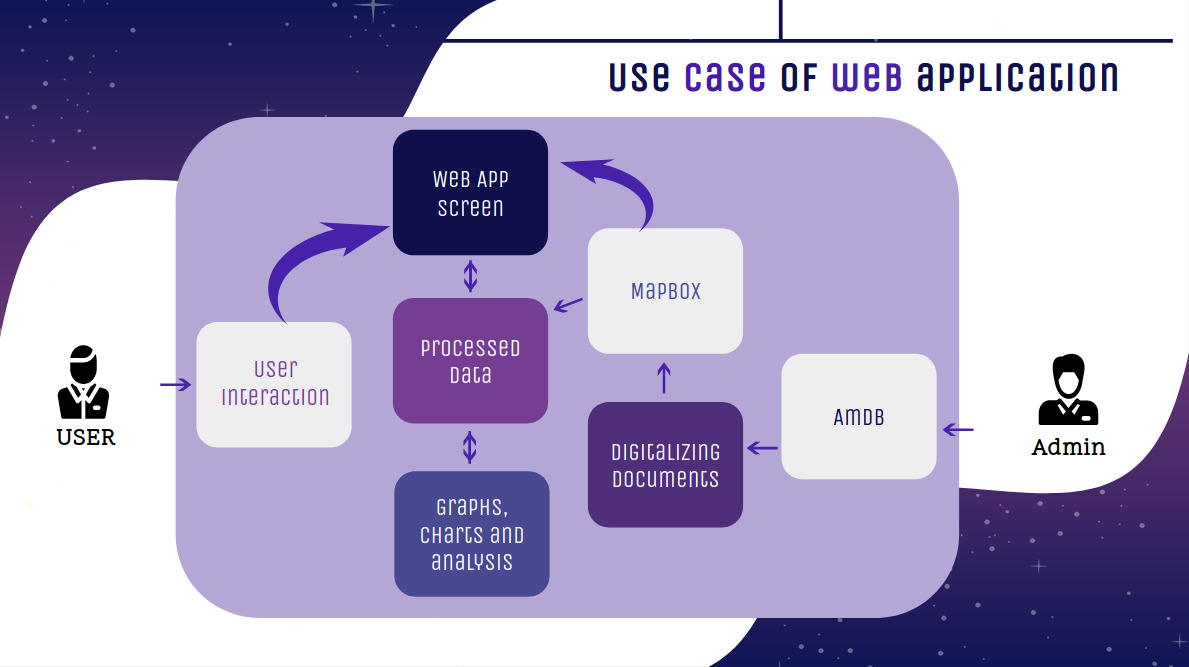 USE CASE OF WEB APPLICATION
WEB APP
SCREEN
MAPBOX
PROCESSED
DATA
USER
INTERACTION
AMDB
USER
Admin
DIGITALIZING
DOCUMENTS
GRAPHS,
CHARTS AND
ANALYSIS